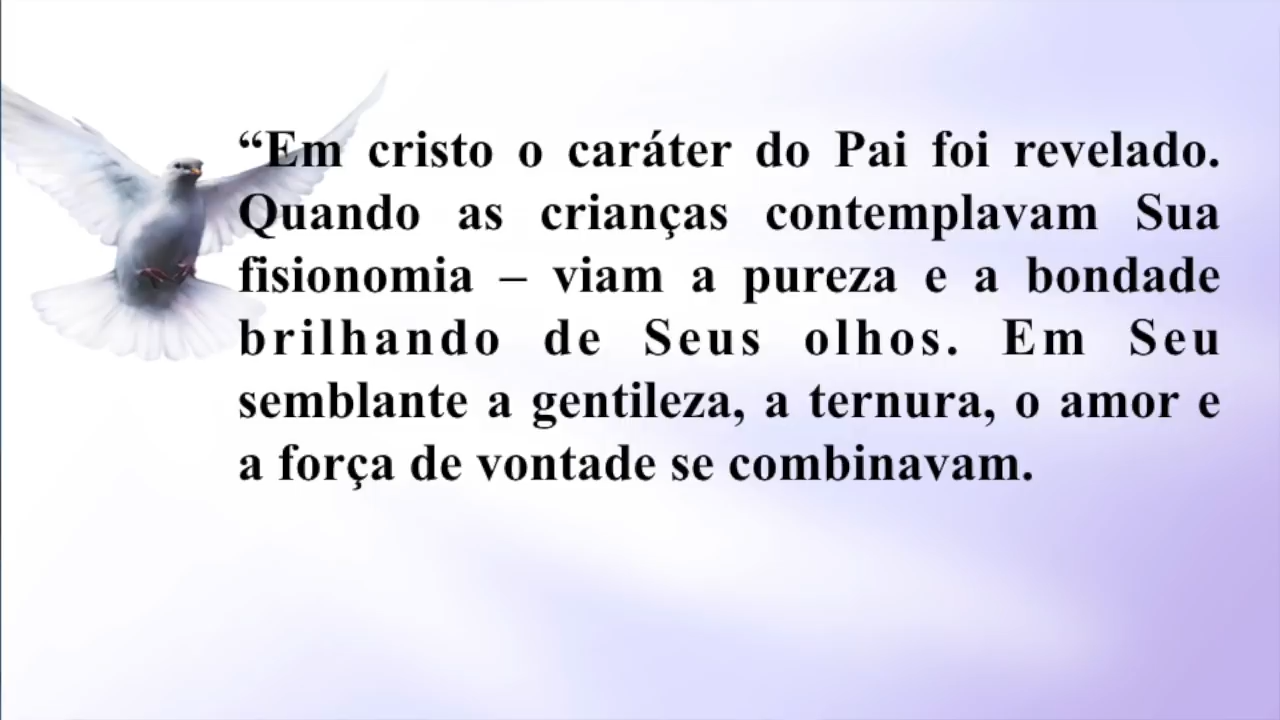 “Em cristo o caráter do Pai foi revelado.
Quando as crianças contemplavam Sua
fisionomia – viam a pureza e a bondade
brilhando de Seus olhos. Em Seu
semblante a gentileza, a ternura, o amor e
a força de vontade se combinavam.